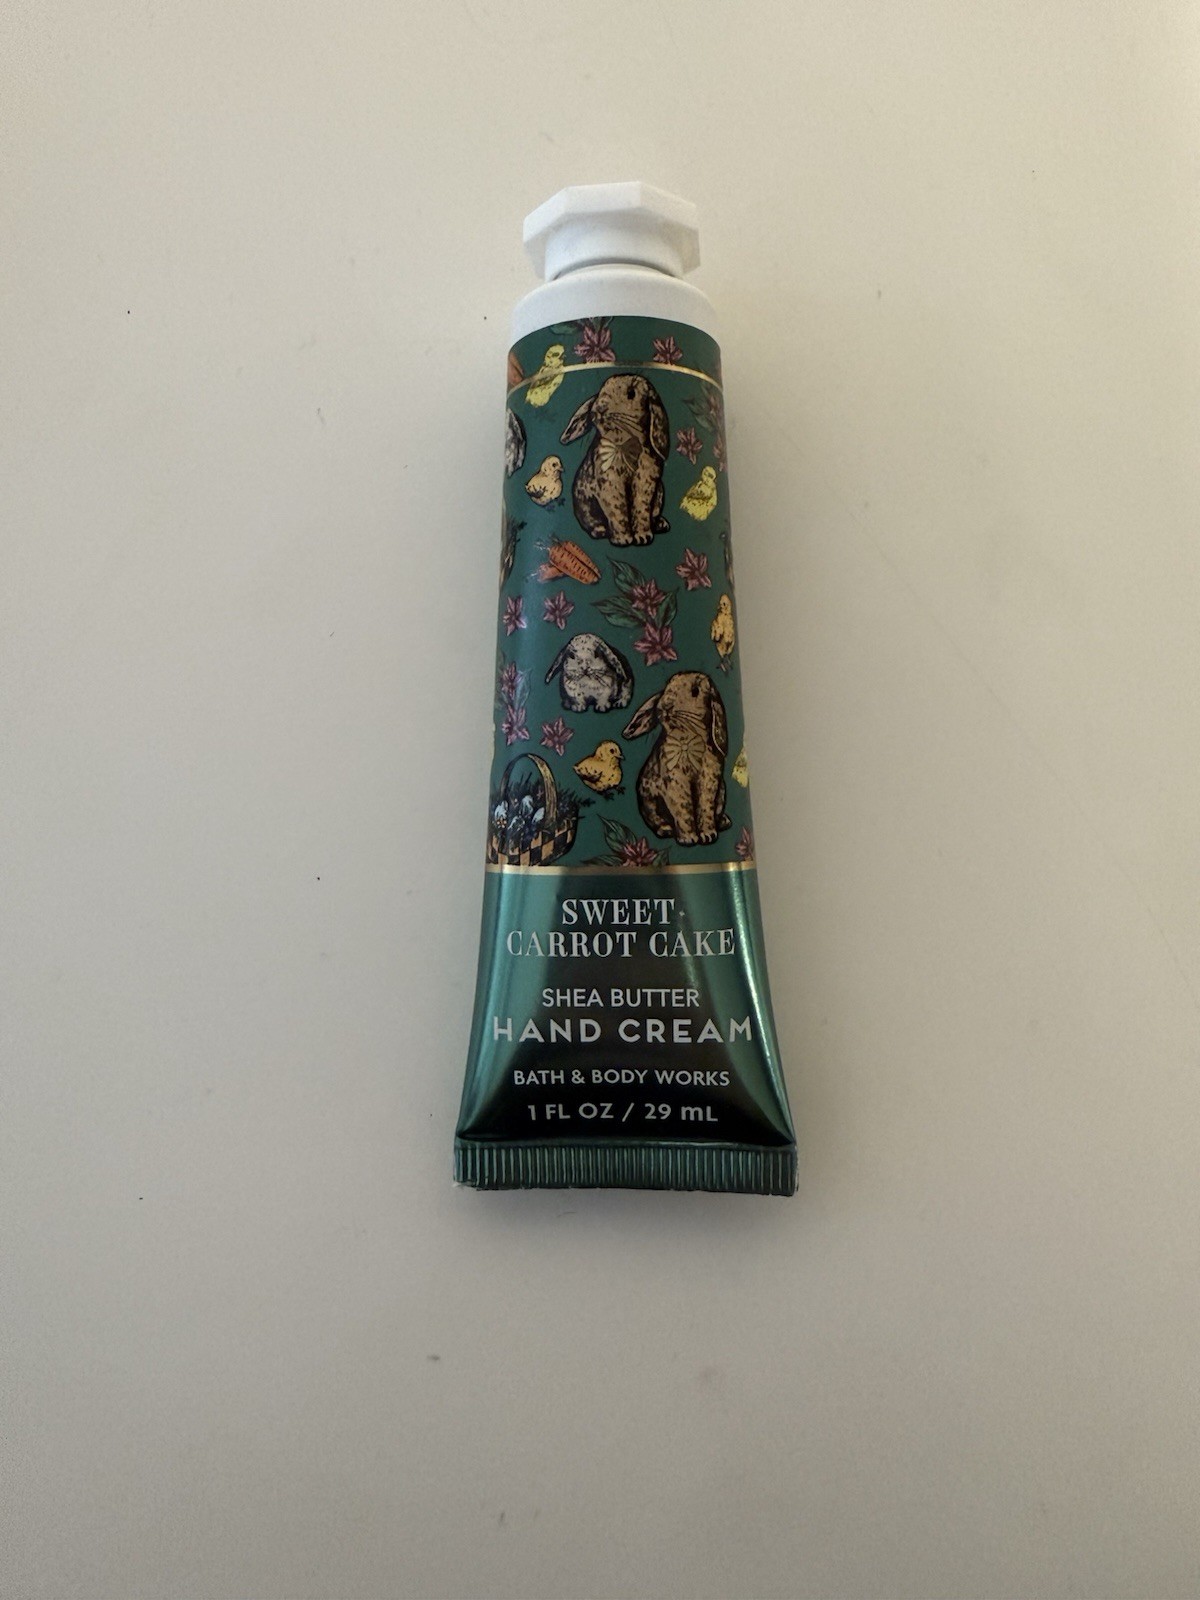 SWEET
CARROT CAKE
SHEA BUTTER
HAND CREAM
BATH & BODY WORKS
1 FL OZ / 29 mL